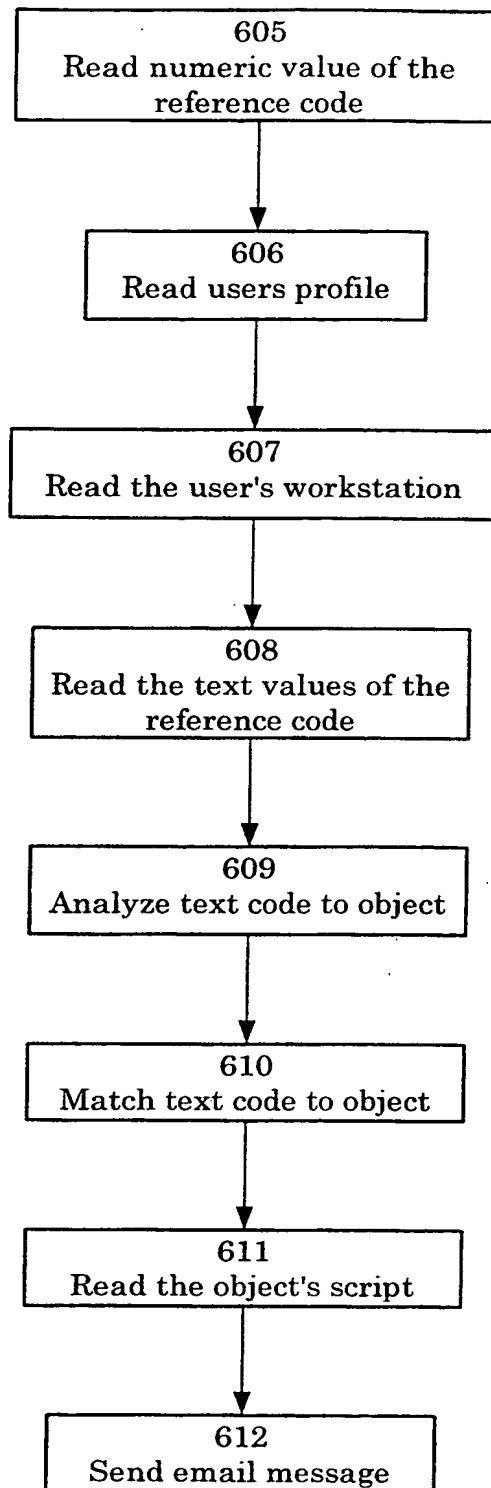 605
Read numeric value of the
reference code
606
Read users profile
607
Read the user's workstation
608
Read the text values of the
reference code
609
Analyze text code to object
610
Match text code to object
611
Read the object's script
612
Send email message